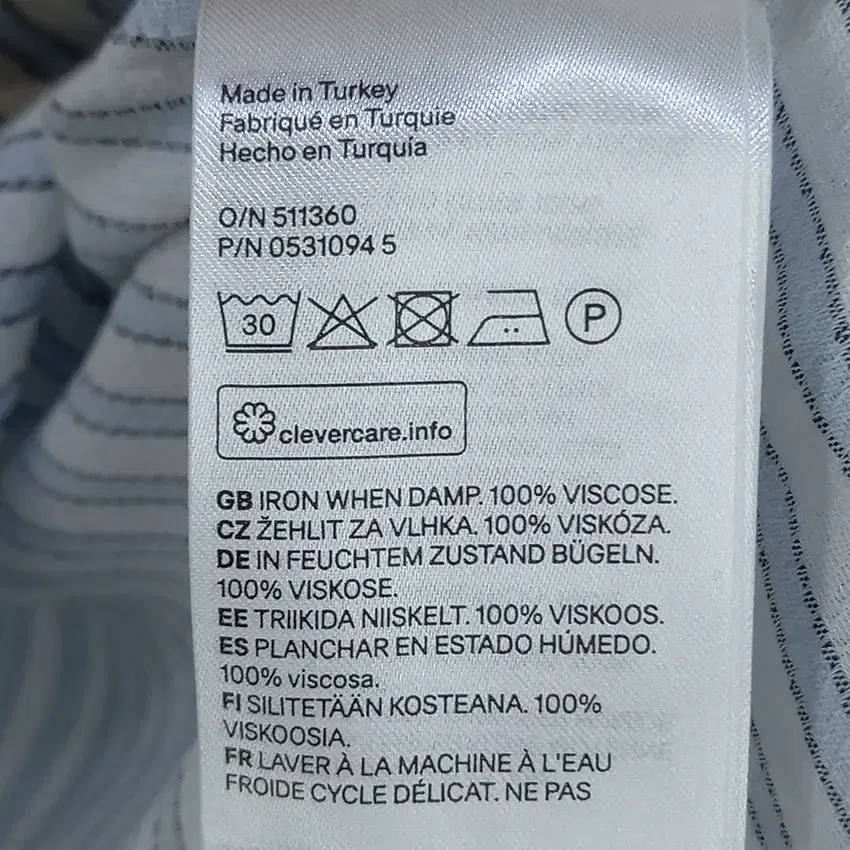 Made in Turkey
Fabriqué en Turquie
Hecho en Turquía
O/N 511360
P/N 0531094 5
30
P
clevercare.info
GB IRON WHEN DAMP. 100% VISCOSE.
CZ ŽEHLIT ZA VLHKA. 100% VISKÓZA.
DE IN FEUCHTEM ZUSTAND BÜGELN.
100% VISKOSE.
EE TRIIKIDA NIISKELT. 100% VISKOOS.
ES PLANCHAR EN ESTADO HÚMEDO.
100% viscosa.
FI SILITETÄÄN KOSTEANA. 100%
VISKOOSIA.
FR LAVER À LA MACHINE À L'EAU
FROIDE CYCLE DÉLICAT. NE PAS